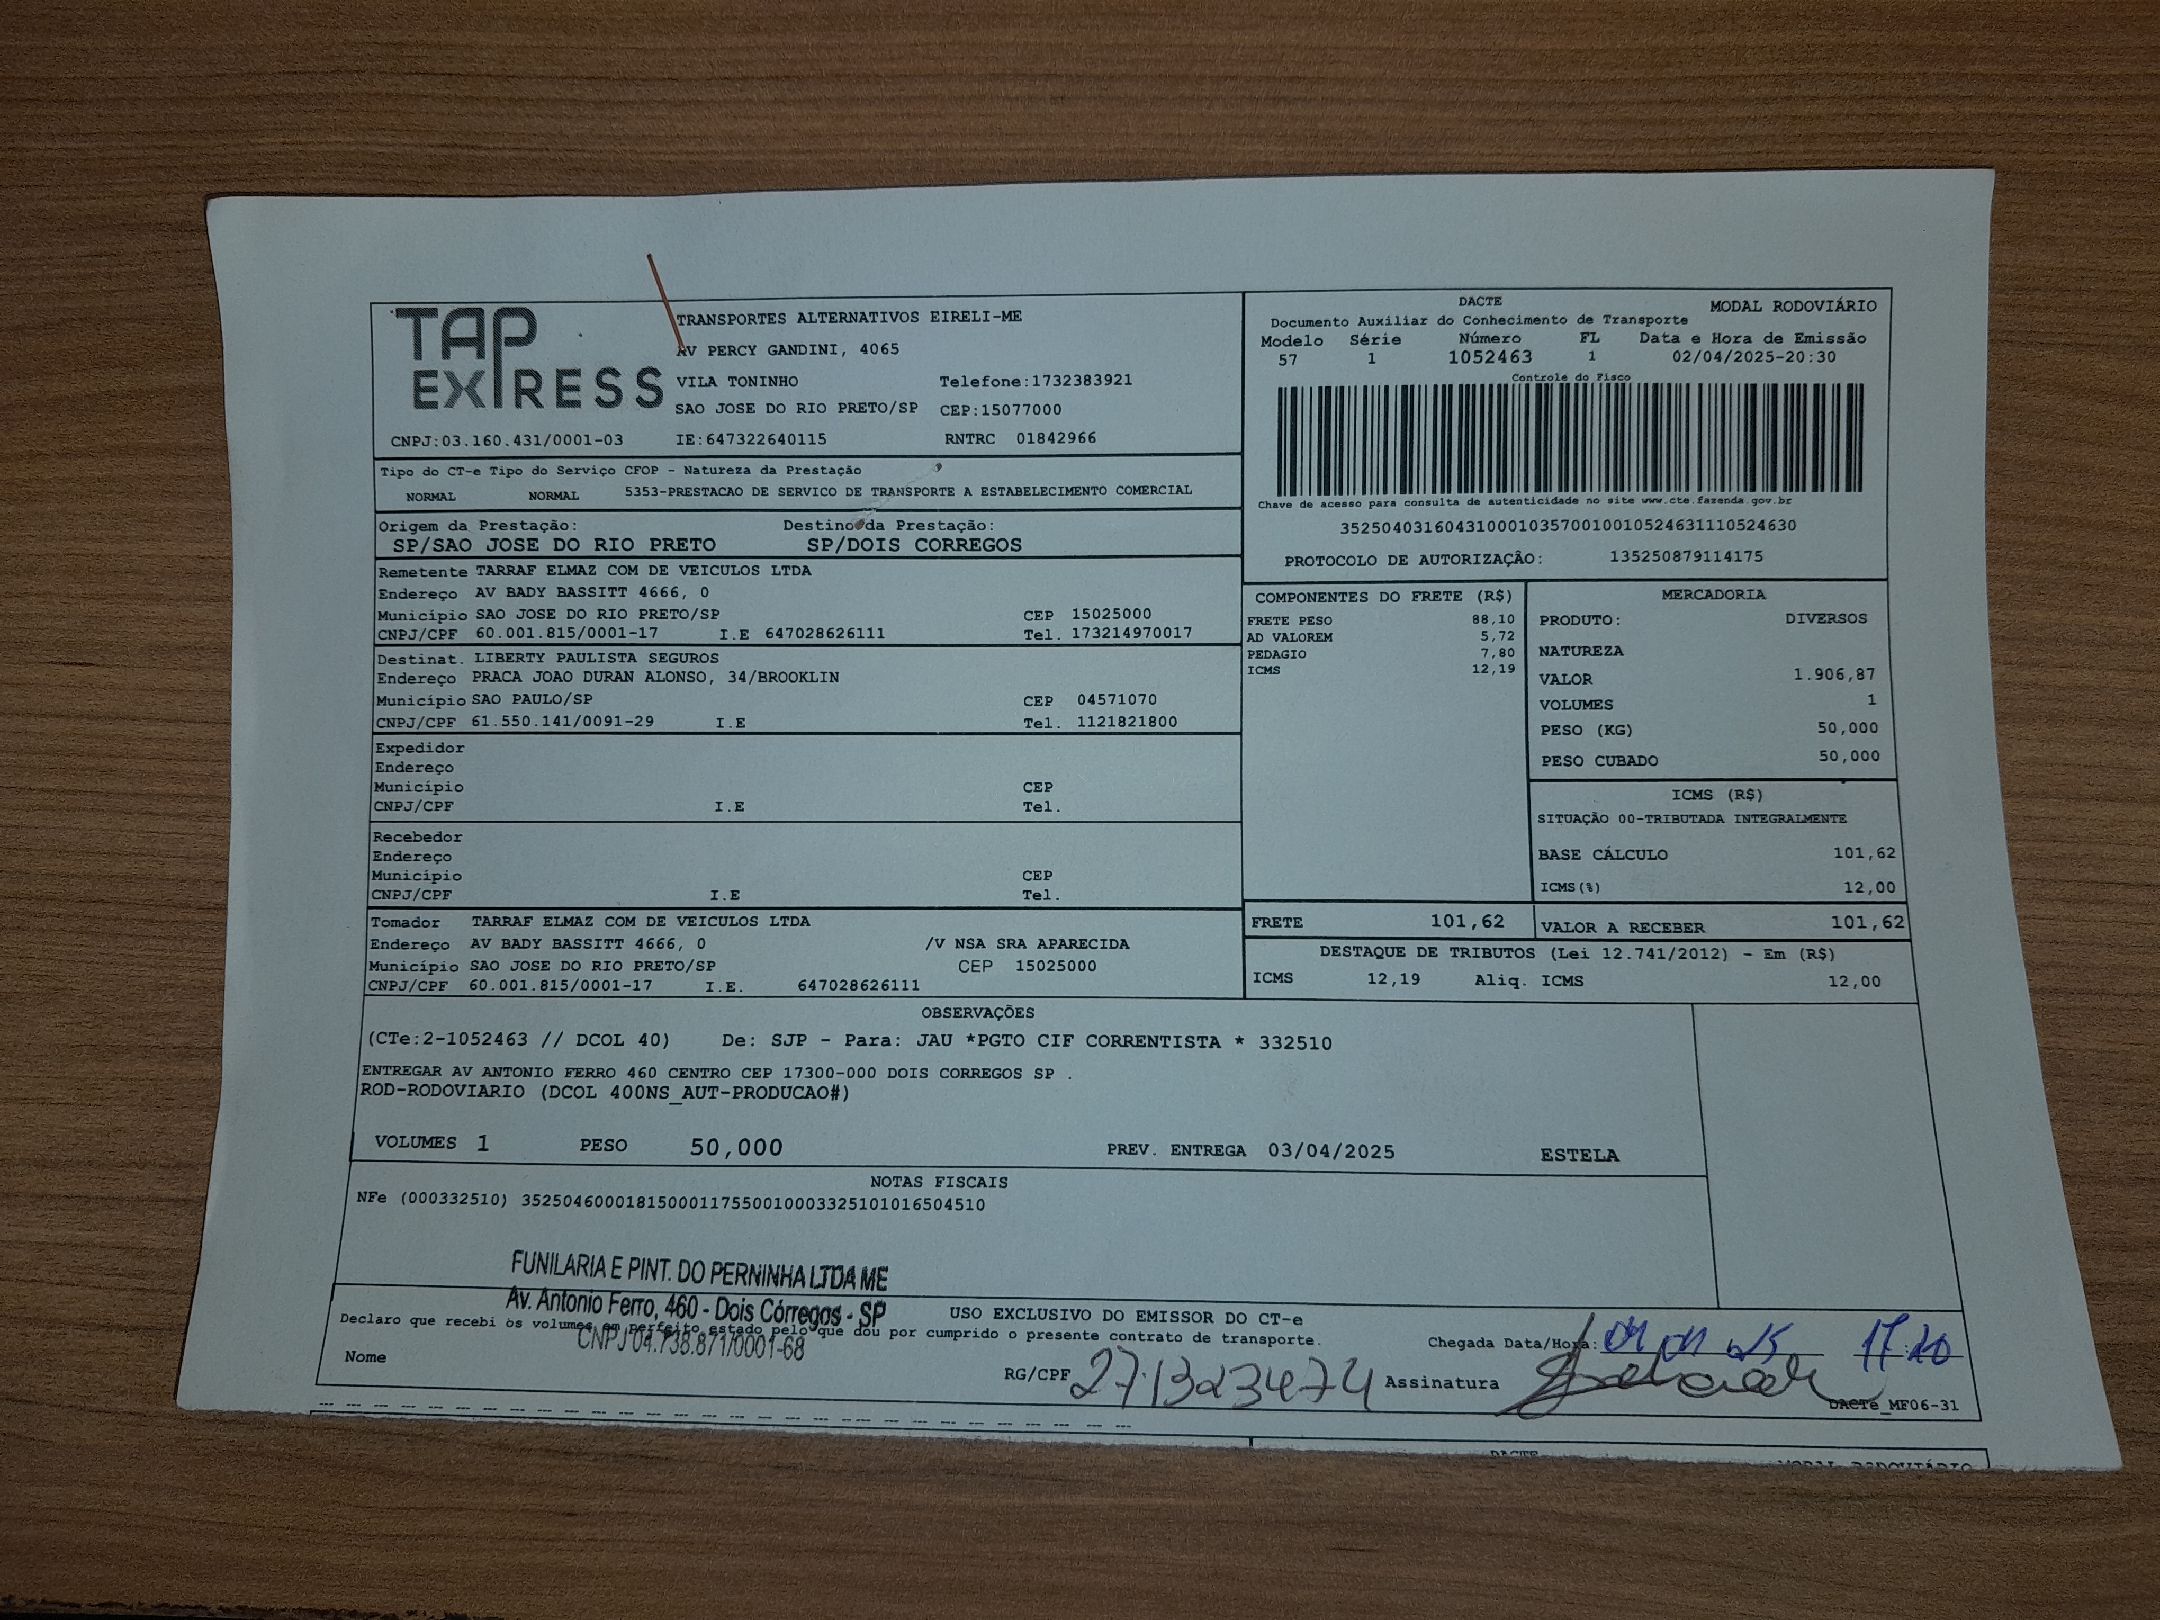 TAP EXPRESS
TRANSPORTES ALTERNATIVOS EIRELI-ME
AV PERCY GANDINI, 4065
VILA TONINHO Telefone:1732383921
SAO JOSE DO RIO PRETO/SP CEP:15077000
CNPJ:03.160.431/0001-03 IE:647322640115 RNTRC 01842966
DACTE MODAL RODOVIÁRIO
Documento Auxiliar do Conhecimento de Transporte
Modelo Série Número FL Data e Hora de Emissão
57 1 1052463 1 02/04/2025-20:30
Controle do Fisco
Chave de acesso para consulta de autenticidade no site www.cte.fazenda.gov.br
35250403160431000103570010010524631110524630
PROTOCOLO DE AUTORIZAÇÃO: 135250879114175
Tipo do CT-e Tipo do Serviço CFOP - Natureza da Prestação
NORMAL NORMAL 5353-PRESTACAO DE SERVICO DE TRANSPORTE A ESTABELECIMENTO COMERCIAL
Origem da Prestação: Destino da Prestação:
SP/SAO JOSE DO RIO PRETO SP/DOIS CORREGOS
Remetente TARRAF ELMAZ COM DE VEICULOS LTDA
Endereço AV BADY BASSITT 4666, 0
Município SAO JOSE DO RIO PRETO/SP CEP 15025000
CNPJ/CPF 60.001.815/0001-17 I.E 647028626111 Tel. 173214970017
Destinat. LIBERTY PAULISTA SEGUROS
Endereço PRACA JOAO DURAN ALONSO, 34/BROOKLIN
Município SAO PAULO/SP CEP 04571070
CNPJ/CPF 61.550.141/0091-29 I.E Tel. 1121821800
Expedidor
Endereço
Município CEP
CNPJ/CPF I.E Tel.
Recebedor
Endereço
Município CEP
CNPJ/CPF I.E Tel.
Tomador TARRAF ELMAZ COM DE VEICULOS LTDA
Endereço AV BADY BASSITT 4666, 0 /V NSA SRA APARECIDA
Município SAO JOSE DO RIO PRETO/SP CEP 15025000
CNPJ/CPF 60.001.815/0001-17 I.E. 647028626111
COMPONENTES DO FRETE (R$)
FRETE PESO 88,10
AD VALOREM 5,72
PEDAGIO 7,80
ICMS 12,19
MERCADORIA
PRODUTO: DIVERSOS
NATUREZA
VALOR 1.906,87
VOLUMES 1
PESO (KG) 50,000
PESO CUBADO 50,000
ICMS (R$)
SITUAÇÃO 00-TRIBUTADA INTEGRALMENTE
BASE CÁLCULO 101,62
ICMS(%) 12,00
FRETE 101,62 VALOR A RECEBER 101,62
DESTAQUE DE TRIBUTOS (Lei 12.741/2012) - Em (R$)
ICMS 12,19 Aliq. ICMS 12,00
OBSERVAÇÕES
(CTe:2-1052463 // DCOL 40) De: SJP - Para: JAU *PGTO CIF CORRENTISTA * 332510
ENTREGAR AV ANTONIO FERRO 460 CENTRO CEP 17300-000 DOIS CORREGOS SP .
ROD-RODOVIARIO (DCOL 400NS_AUT-PRODUCAO#)
VOLUMES 1 PESO 50,000 PREV. ENTREGA 03/04/2025 ESTELA
NOTAS FISCAIS
NFe (000332510) 35250460001815000117550010003325101016504510
FUNILARIA E PINT. DO PERNINHA LTDA ME
Av. Antonio Ferro, 460 - Dois Córregos - SP
CNPJ 04.738.871/0001-68
USO EXCLUSIVO DO EMISSOR DO CT-e
Declaro que recebi os volumes em perfeito estado pelo que dou por cumprido o presente contrato de transporte.
Chegada Data/Hora: 17:20
Nome RG/CPF 27.1323474 Assinatura
DACTe_MF06-31
DACTE
MODAL RODOVIÁRIO